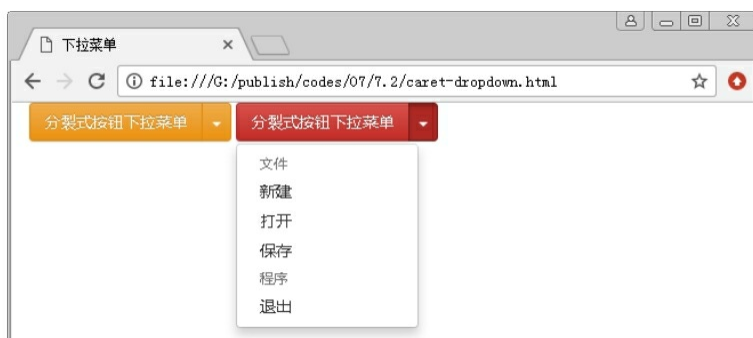 下拉菜单
file:///G:/publish/codes/07/7.2/caret-dropdown.html
分裂式按钮下拉菜单 分裂式按钮下拉菜单
文件
新建
打开
保存
程序
退出